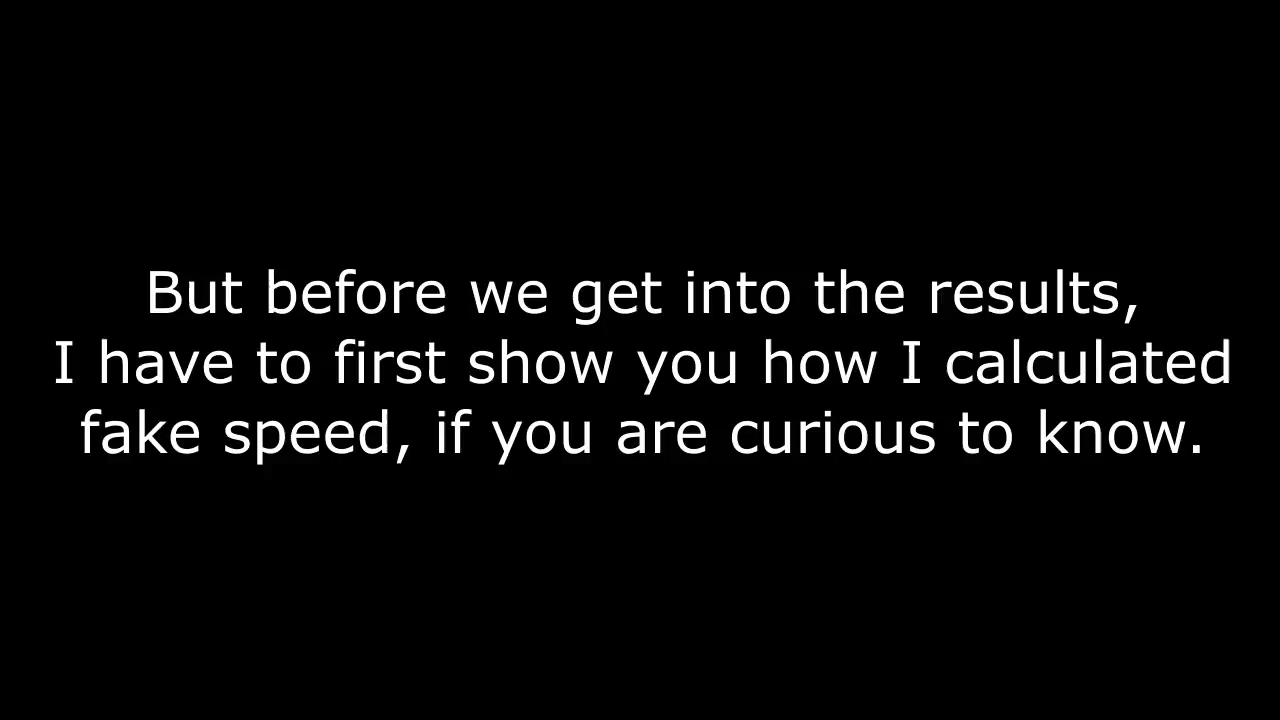 But before we get into the results,
I have to first show you how I calculated
fake speed, if you are curious to know.